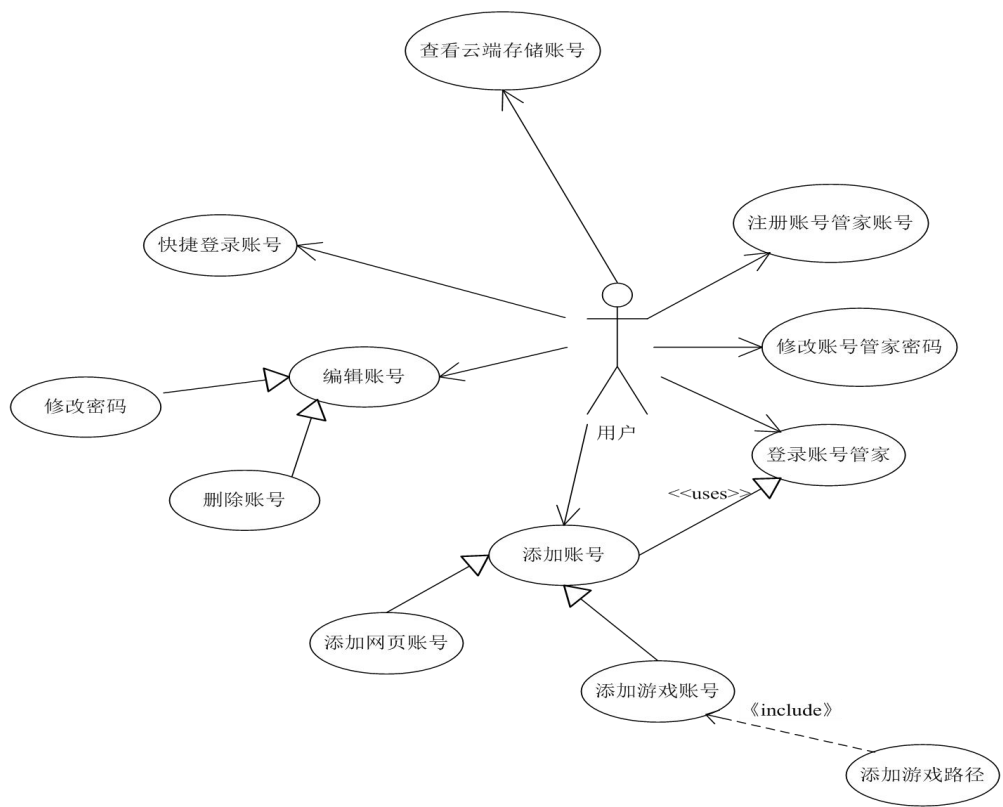 查看云端存储账号
注册账号管家账号
快捷登录账号
修改账号管家密码
编辑账号
修改密码
用户
登录账号管家
<<uses>>
删除账号
添加账号
添加网页账号
添加游戏账号
《include》
添加游戏路径